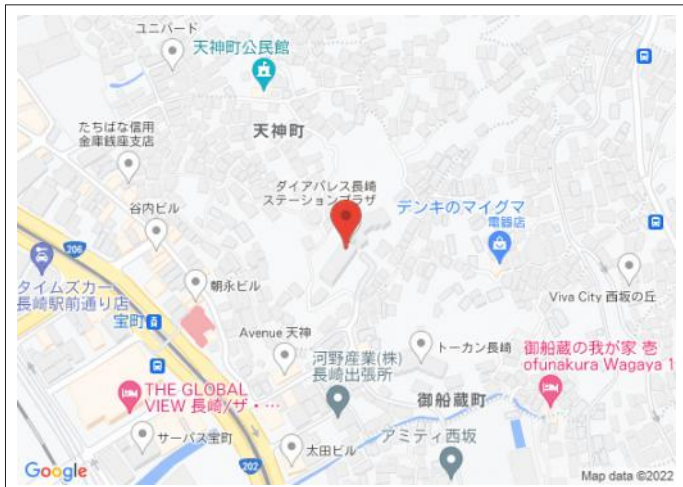 ユニバード
天神町公民館
天神町
たちばな信用
金庫銭座支店
ダイアパレス長崎
ステーションプラザ
谷内ビル
デンキのマイグマ
電器店
206
タイムズカー
長崎駅前通り店
朝永ビル
宝町
Viva City 西坂の丘
Avenue 天神
河野産業(株)
長崎出張所
トーカン長崎
御船蔵の我が家 壱
ofunakura Wagaya 1
THE GLOBAL
VIEW 長崎/ザ・…
御船蔵町
サーパス宝町
太田ビル
アミティ西坂
202
Google
Map data ©2022